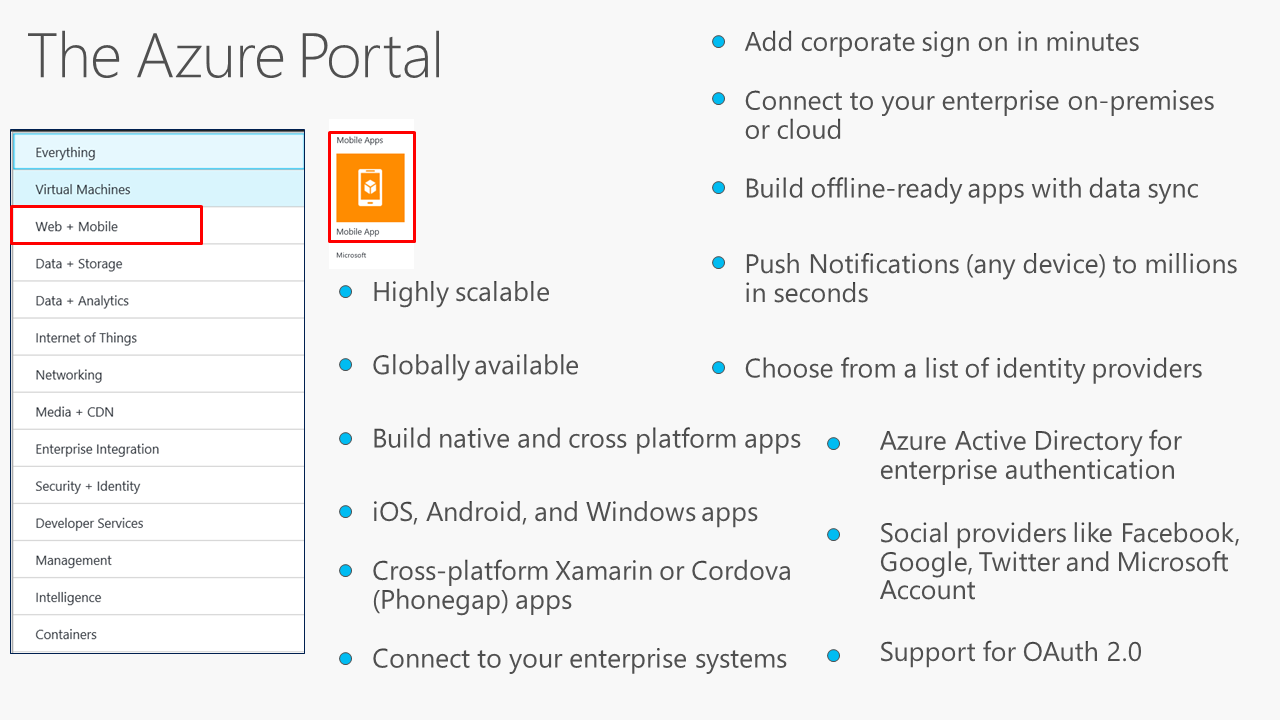 The Azure Portal
Everything
Virtual Machines
Web + Mobile
Data + Storage
Data + Analytics
Internet of Things
Networking
Media + CDN
Enterprise Integration
Security + Identity
Developer Services
Management
Intelligence
Containers
Mobile Apps
Mobile App
Microsoft
Highly scalable
Globally available
Build native and cross platform apps
iOS, Android, and Windows apps
Cross-platform Xamarin or Cordova
(Phonegap) apps
Connect to your enterprise systems
Add corporate sign on in minutes
Connect to your enterprise on-premises
or cloud
Build offline-ready apps with data sync
Push Notifications (any device) to millions
in seconds
Choose from a list of identity providers
Azure Active Directory for
enterprise authentication
Social providers like Facebook,
Google, Twitter and Microsoft
Account
Support for OAuth 2.0